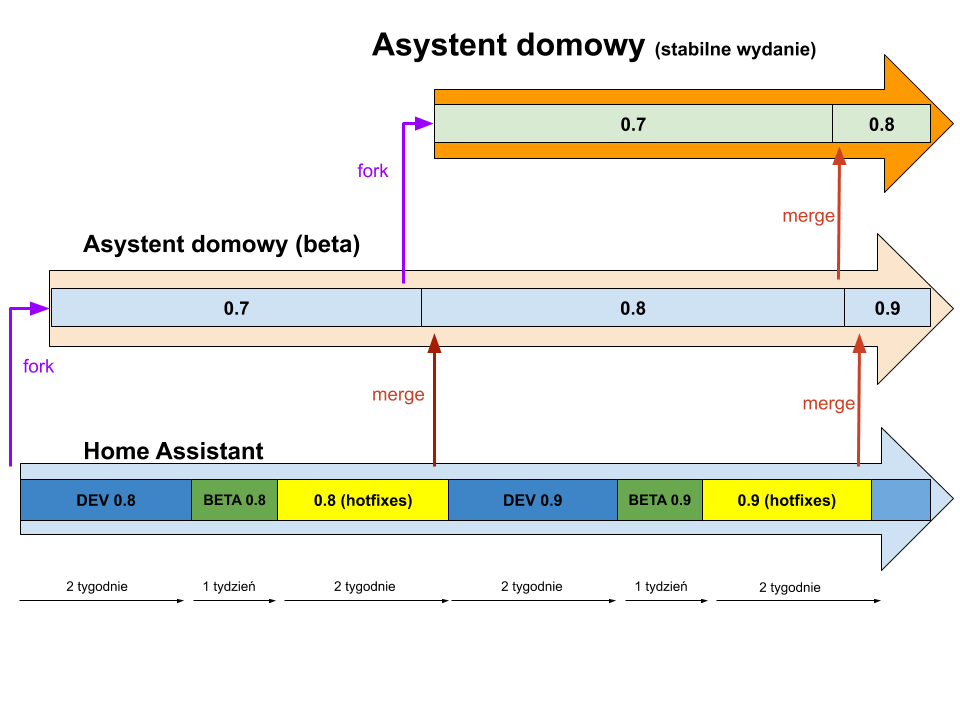 Asystent domowy (stabilne wydanie)
0.7 0.8
fork
merge
Asystent domowy (beta)
0.7 0.8 0.9
fork
merge
merge
Home Assistant
DEV 0.8 BETA 0.8 0.8 (hotfixes) DEV 0.9 BETA 0.9 0.9 (hotfixes)
2 tygodnie 1 tydzień 2 tygodnie 2 tygodnie 1 tydzień 2 tygodnie